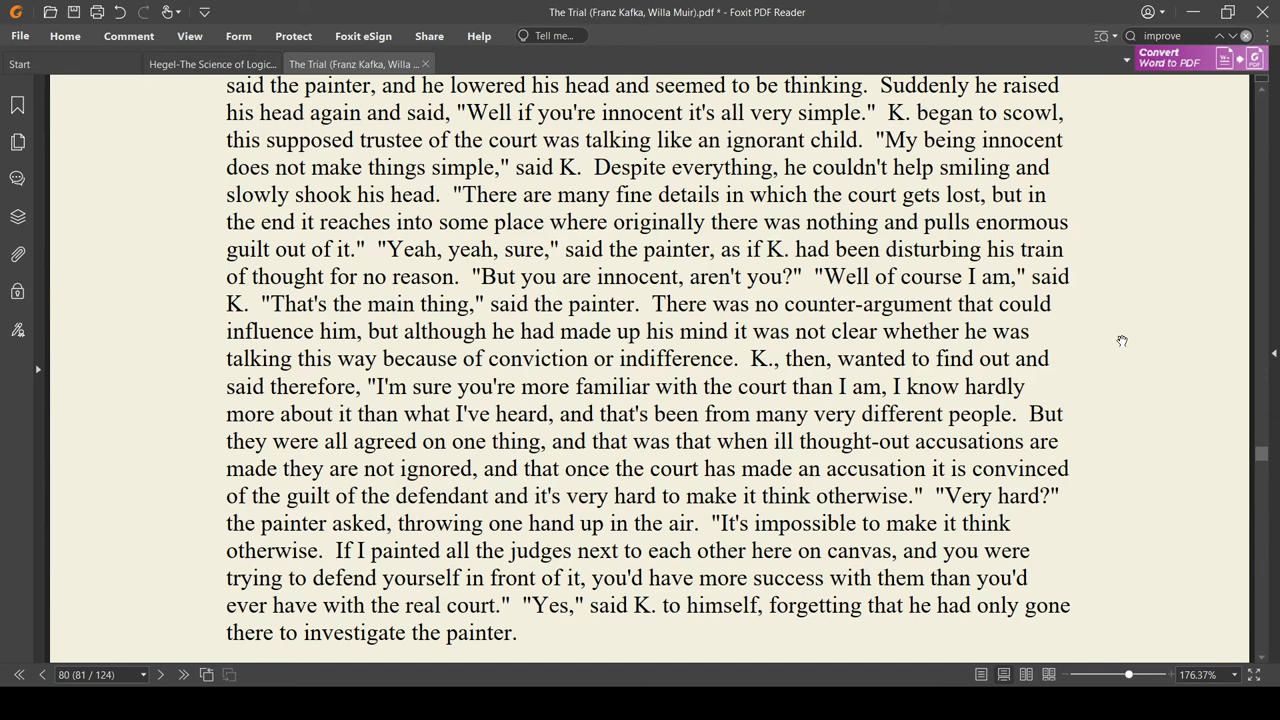 The Trial (Franz Kafka, Willa Muir).pdf * - Foxit PDF Reader
File Home Comment View Form Protect Foxit eSign Share Help Tell me... improve
Start Hegel-The Science of Logic... The Trial (Franz Kafka, Willa ... Convert
Word to PDF
said the painter, and he lowered his head and seemed to be thinking. Suddenly he raised
his head again and said, "Well if you're innocent it's all very simple." K. began to scowl,
this supposed trustee of the court was talking like an ignorant child. "My being innocent
does not make things simple," said K. Despite everything, he couldn't help smiling and
slowly shook his head. "There are many fine details in which the court gets lost, but in
the end it reaches into some place where originally there was nothing and pulls enormous
guilt out of it." "Yeah, yeah, sure," said the painter, as if K. had been disturbing his train
of thought for no reason. "But you are innocent, aren't you?" "Well of course I am," said
K. "That's the main thing," said the painter. There was no counter-argument that could
influence him, but although he had made up his mind it was not clear whether he was
talking this way because of conviction or indifference. K., then, wanted to find out and
said therefore, "I'm sure you're more familiar with the court than I am, I know hardly
more about it than what I've heard, and that's been from many very different people. But
they were all agreed on one thing, and that was that when ill thought-out accusations are
made they are not ignored, and that once the court has made an accusation it is convinced
of the guilt of the defendant and it's very hard to make it think otherwise." "Very hard?"
the painter asked, throwing one hand up in the air. "It's impossible to make it think
otherwise. If I painted all the judges next to each other here on canvas, and you were
trying to defend yourself in front of it, you'd have more success with them than you'd
ever have with the real court." "Yes," said K. to himself, forgetting that he had only gone
there to investigate the painter.
80 (81 / 124) 176.37%